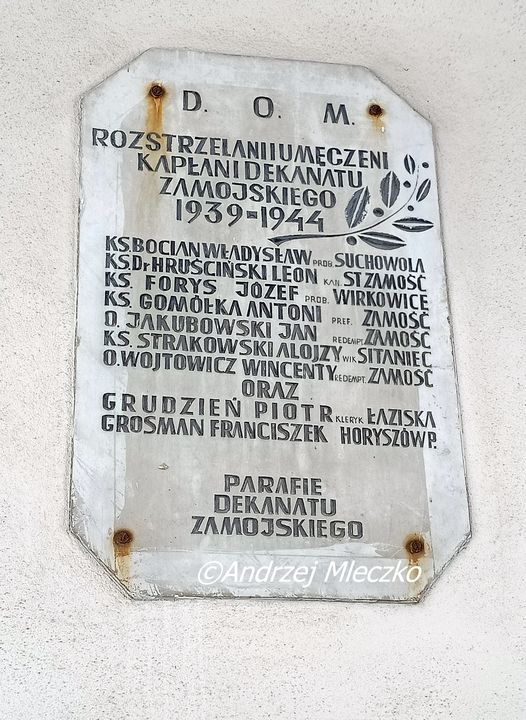 D. O. M.
ROZSTRZELANI I UMĘCZENI
KAPŁANI DEKANATU
ZAMOJSKIEGO
1939=1944
KS. BOCIAN WŁADYSŁAW PROB. SUCHOWOLA
KS. Dr HRUŚCIŃSKI LEON KAN. ST ZAMOŚĆ
KS FORYS JÓZEF PROB. WIRKOWICE
KS. GOMÓŁKA ANTONI PREF. ZAMOŚĆ
O. JAKUBOWSKI JAN REDEMPT. ZAMOŚĆ
KS. STRAKOWSKI ALOJZY WIK SITANIEC
O. WOJTOWICZ WINCENTY REDEMPT. ZAMOŚĆ
ORAZ
GRUDZIEŃ PIOTR KLERYK ŁAZISKA
GROSMAN FRANCISZEK HORYSZÓW P.
PARAFIE
DEKANATU
ZAMOJSKIEGO
©Andrzej Mleczko